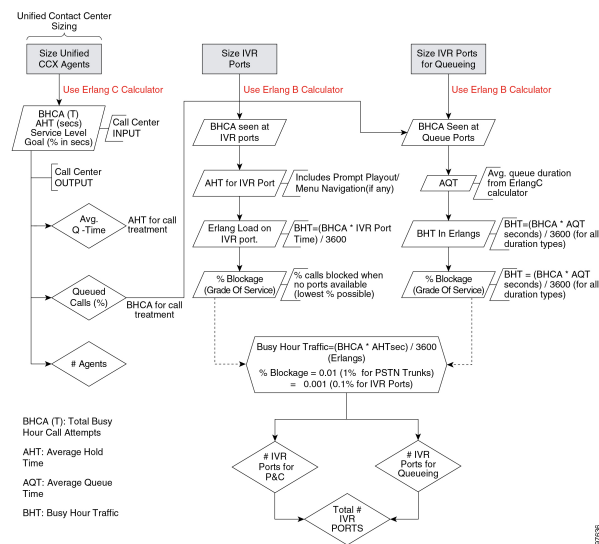 Unified Contact Center
Sizing
Size Unified
CCX Agents
Size IVR
Ports
Size IVR Ports
for Queueing
Use Erlang C Calculator
Use Erlang B Calculator
Use Erlang B Calculator
BHCA (T)
AHT (secs)
Service Level
Goal (% in secs)
Call Center
INPUT
BHCA seen at
IVR ports
BHCA Seen at
Queue Ports
Call Center
OUTPUT
AHT for IVR Port
Includes Prompt Playout/
Menu Navigation(if any)
AQT
Avg. queue duration
from ErlangC
calculator
Avg.
Q -Time
AHT for call
treatment
Erlang Load on
IVR port.
BHT=(BHCA * IVR Port
Time) / 3600
BHT In Erlangs
BHT=(BHCA * AQT
seconds) / 3600 (for all
duration types)
Queued
Calls (%)
BHCA for call
treatment
% Blockage
(Grade Of Service)
% calls blocked when
no ports available
(lowest % possible)
% Blockage
(Grade Of Service)
BHT = (BHCA * AQT
seconds) / 3600 (for all
duration types)
# Agents
Busy Hour Traffic=(BHCA * AHTsec) / 3600
(Erlangs)
% Blockage = 0.01 (1% for PSTN Trunks)
= 0.001 (0.1% for IVR Ports)
BHCA (T): Total Busy
Hour Call Attempts
AHT: Average Hold
Time
AQT: Average Queue
Time
BHT: Busy Hour Traffic
# IVR
Ports for
P&C
# IVR
Ports for
Queueing
Total #
IVR
PORTS